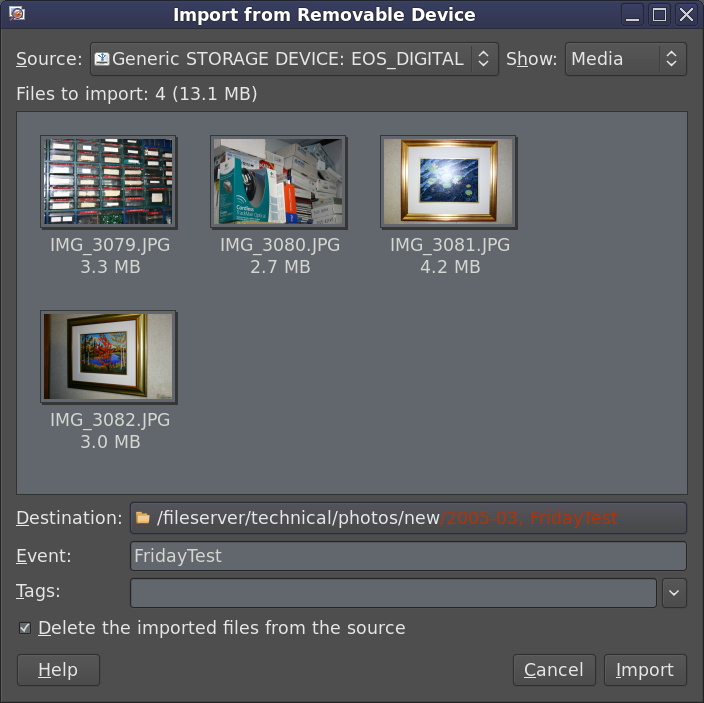 Import from Removable Device
Source: Generic STORAGE DEVICE: EOS_DIGITAL Show: Media
Files to import: 4 (13.1 MB)
IMG_3079.JPG IMG_3080.JPG IMG_3081.JPG
3.3 MB 2.7 MB 4.2 MB
IMG_3082.JPG
3.0 MB
Destination: /fileserver/technical/photos/new/2005-03, FridayTest
Event: FridayTest
Tags:
Delete the imported files from the source
Help Cancel Import